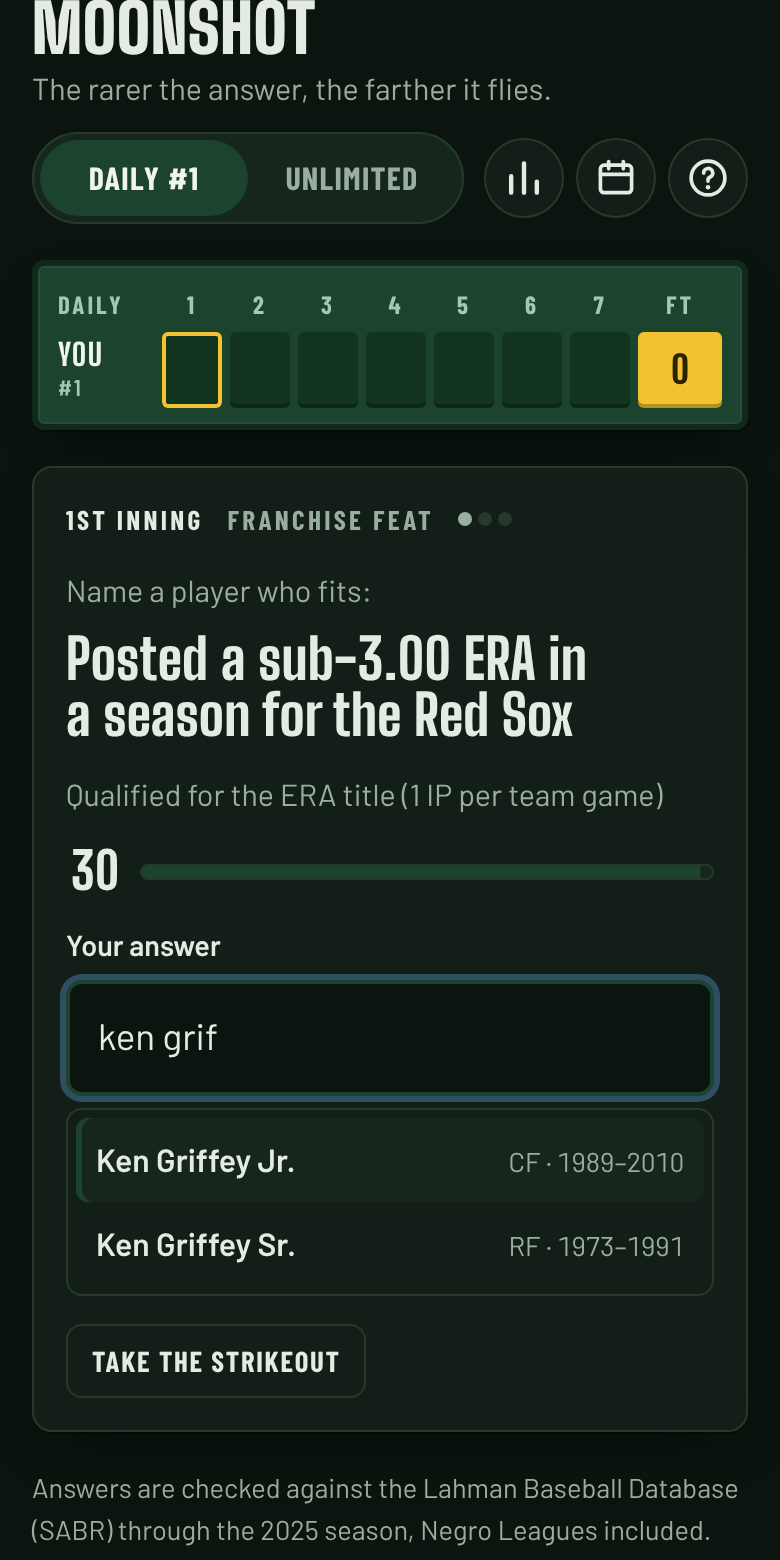 MOONSHOT
The rarer the answer, the farther it flies.
DAILY #1 UNLIMITED
DAILY 1 2 3 4 5 6 7 FT
YOU
#1
0
1ST INNING FRANCHISE FEAT
Name a player who fits:
Posted a sub-3.00 ERA in
a season for the Red Sox
Qualified for the ERA title (1 IP per team game)
30
Your answer
ken grif
Ken Griffey Jr. CF · 1989–2010
Ken Griffey Sr. RF · 1973–1991
TAKE THE STRIKEOUT
Answers are checked against the Lahman Baseball Database
(SABR) through the 2025 season, Negro Leagues included.